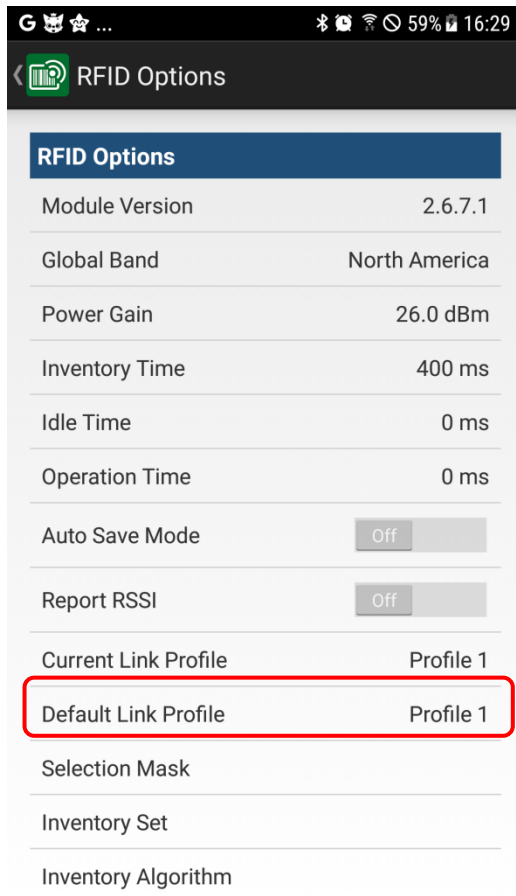 G ... 59% 16:29
RFID Options
RFID Options
Module Version 2.6.7.1
Global Band North America
Power Gain 26.0 dBm
Inventory Time 400 ms
Idle Time 0 ms
Operation Time 0 ms
Auto Save Mode Off
Report RSSI Off
Current Link Profile Profile 1
Default Link Profile Profile 1
Selection Mask
Inventory Set
Inventory Algorithm